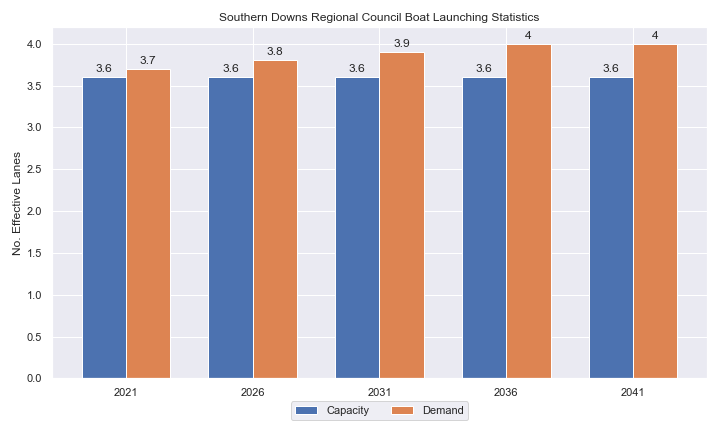 Southern Downs Regional Council Boat Launching Statistics
No. Effective Lanes
4.0
3.5
3.0
2.5
2.0
1.5
1.0
0.5
0.0
3.6 3.7 3.6 3.8 3.6 3.9 3.6 4 3.6 4
2021 2026 2031 2036 2041
Capacity Demand